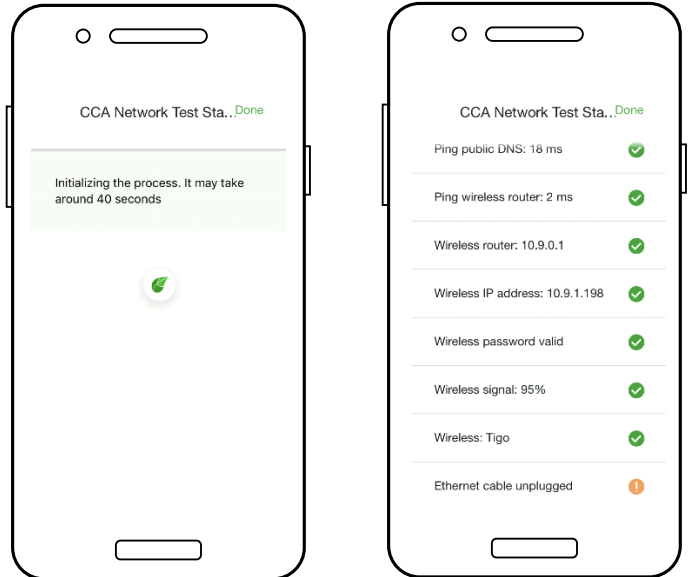 CCA Network Test Sta... Done
Initializing the process. It may take
around 40 seconds
CCA Network Test Sta... Done
Ping public DNS: 18 ms
Ping wireless router: 2 ms
Wireless router: 10.9.0.1
Wireless IP address: 10.9.1.198
Wireless password valid
Wireless signal: 95%
Wireless: Tigo
Ethernet cable unplugged